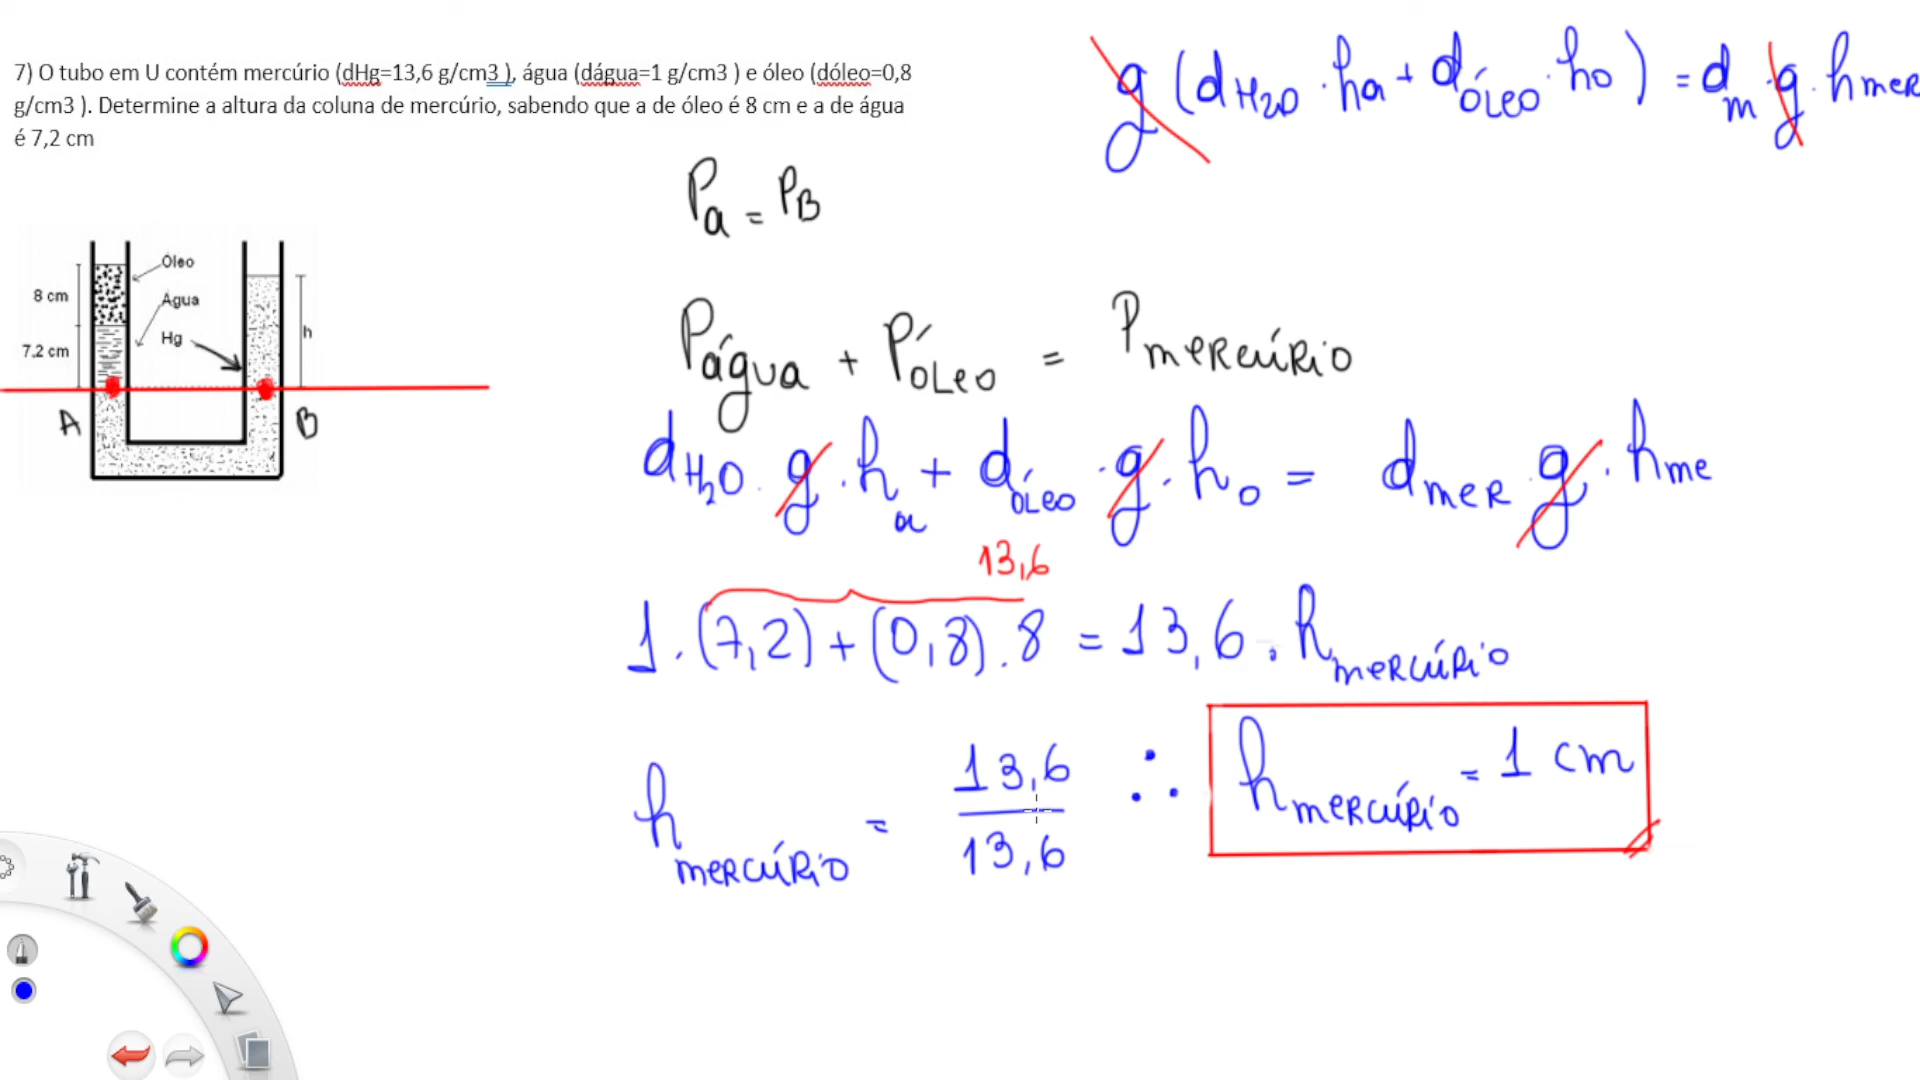 7) O tubo em U contém mercúrio (dHg=13,6 g/cm3 ), água (dágua=1 g/cm3 ) e óleo (dóleo=0,8
g/cm3 ). Determine a altura da coluna de mercúrio, sabendo que a de óleo é 8 cm e a de água
é 7,2 cm
g (dH₂O · ha + dÓLEO · ho) = dm · g · hmer
Pa = PB
Óleo
8 cm
Água
Hg
h
7.2 cm
A
B
Págua + PÓLEO = Pmercúrio
dH₂O · g · ha + dÓLEO · g · ho = dmer · g · hme
13,6
1 · (7,2) + (0,8) · 8 = 13,6 · hmercúrio
hmercúrio = 13,6 / 13,6 ∴ hmercúrio = 1 cm